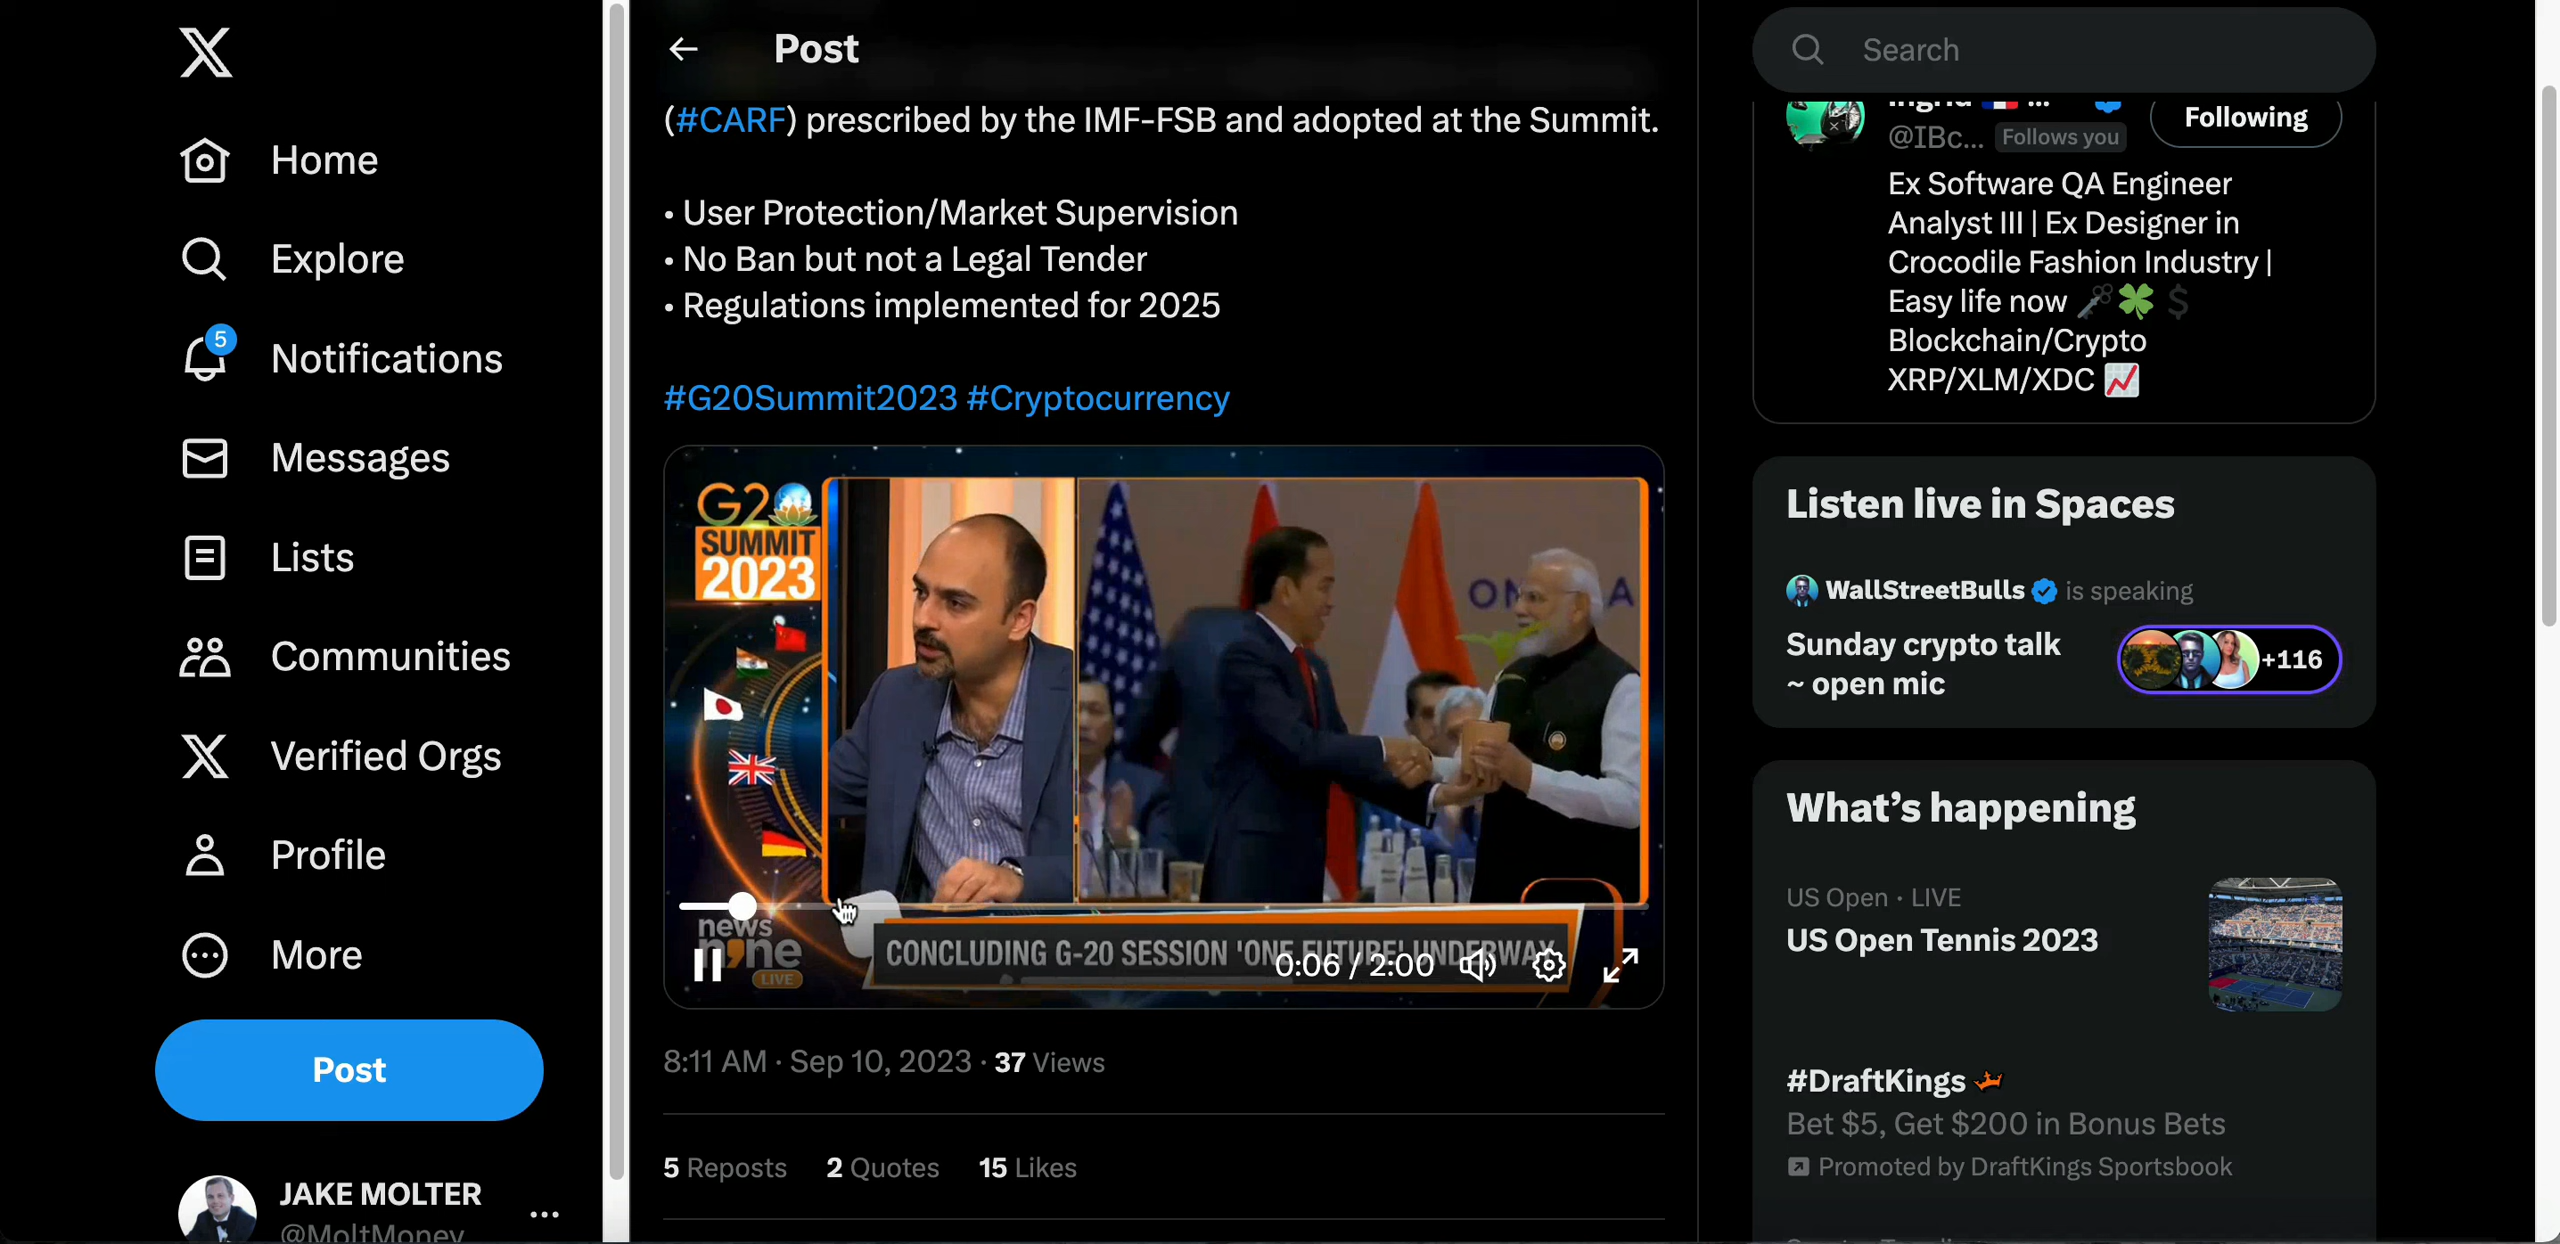 Home
Explore
5
Notifications
Messages
Lists
Communities
Verified Orgs
Profile
More
Post
JAKE MOLTER
@MoltMoney
Post
(#CARF) prescribed by the IMF-FSB and adopted at the Summit.
• User Protection/Market Supervision
• No Ban but not a Legal Tender
• Regulations implemented for 2025
#G20Summit2023 #Cryptocurrency
G20
SUMMIT
2023
news
n9ne
LIVE
CONCLUDING G-20 SESSION 'ONE FUTURE' UNDERWAY
0:06 / 2:00
8:11 AM · Sep 10, 2023 · 37 Views
5 Reposts 2 Quotes 15 Likes
Search
Ingrid ...
@IBc... Follows you
Following
Ex Software QA Engineer
Analyst III | Ex Designer in
Crocodile Fashion Industry |
Easy life now
Blockchain/Crypto
XRP/XLM/XDC
Listen live in Spaces
WallStreetBulls is speaking
Sunday crypto talk
~ open mic
+116
What's happening
US Open · LIVE
US Open Tennis 2023
#DraftKings
Bet $5, Get $200 in Bonus Bets
Promoted by DraftKings Sportsbook